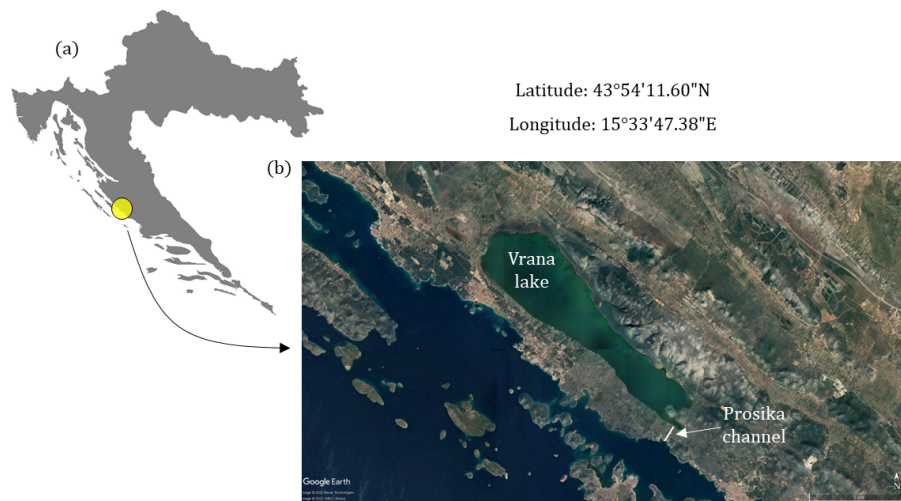 (a)
Latitude: 43°54'11.60"N
Longitude: 15°33'47.38"E
(b)
Vrana
lake
Prosika
channel
Google Earth
N